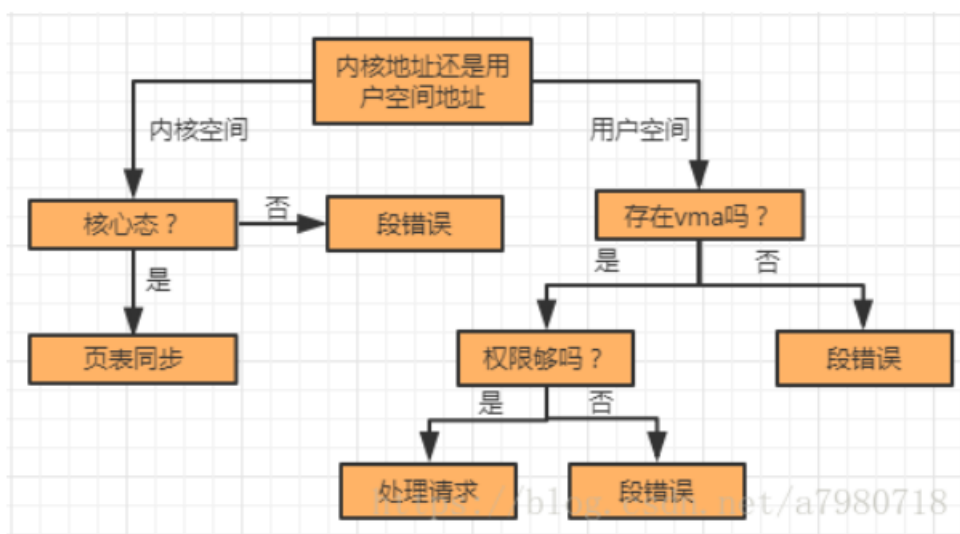 内核地址还是用
户空间地址
内核空间
用户空间
核心态？
否
段错误
存在vma吗？
是
否
是
页表同步
权限够吗？
段错误
是
否
处理请求
段错误
https://blog.csdn.net/a7980718